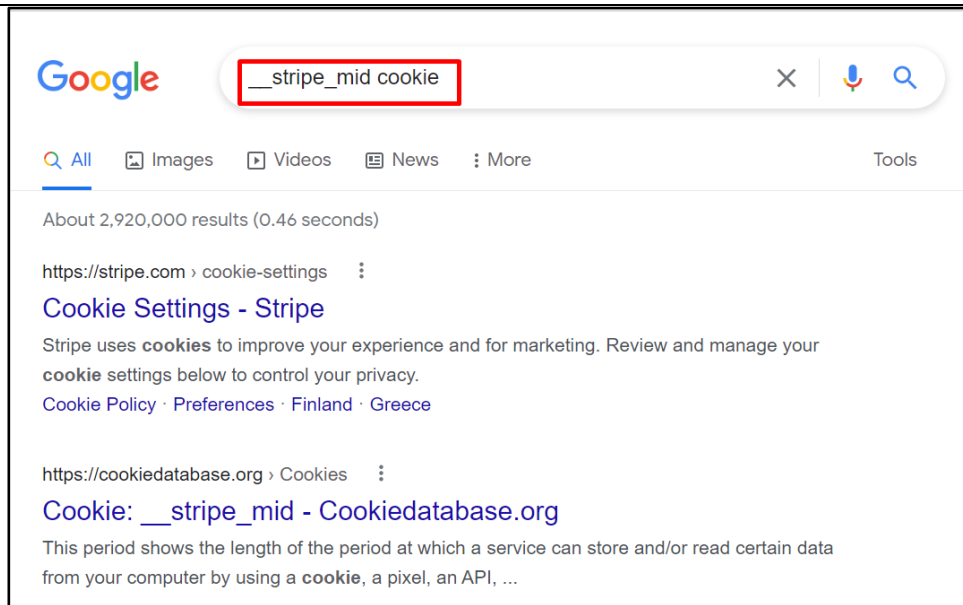 Google
__stripe_mid cookie
All Images Videos News More Tools
About 2,920,000 results (0.46 seconds)
https://stripe.com › cookie-settings
Cookie Settings - Stripe
Stripe uses cookies to improve your experience and for marketing. Review and manage your
cookie settings below to control your privacy.
Cookie Policy · Preferences · Finland · Greece
https://cookiedatabase.org › Cookies
Cookie: __stripe_mid - Cookiedatabase.org
This period shows the length of the period at which a service can store and/or read certain data
from your computer by using a cookie, a pixel, an API, ...